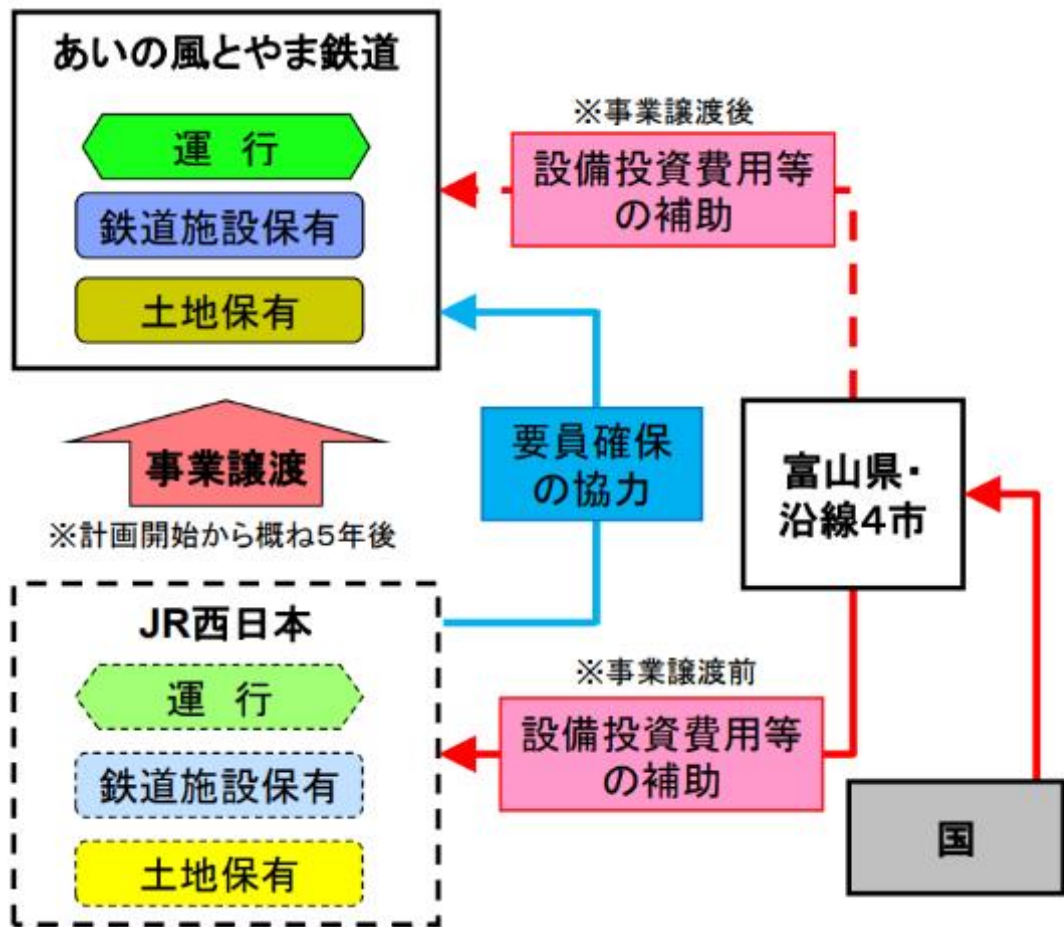 あいの風とやま鉄道
運 行
鉄道施設保有
土地保有
※事業譲渡後
設備投資費用等
の補助
要員確保
の協力
富山県・
沿線4市
事業譲渡
※計画開始から概ね5年後
JR西日本
運 行
鉄道施設保有
土地保有
※事業譲渡前
設備投資費用等
の補助
国